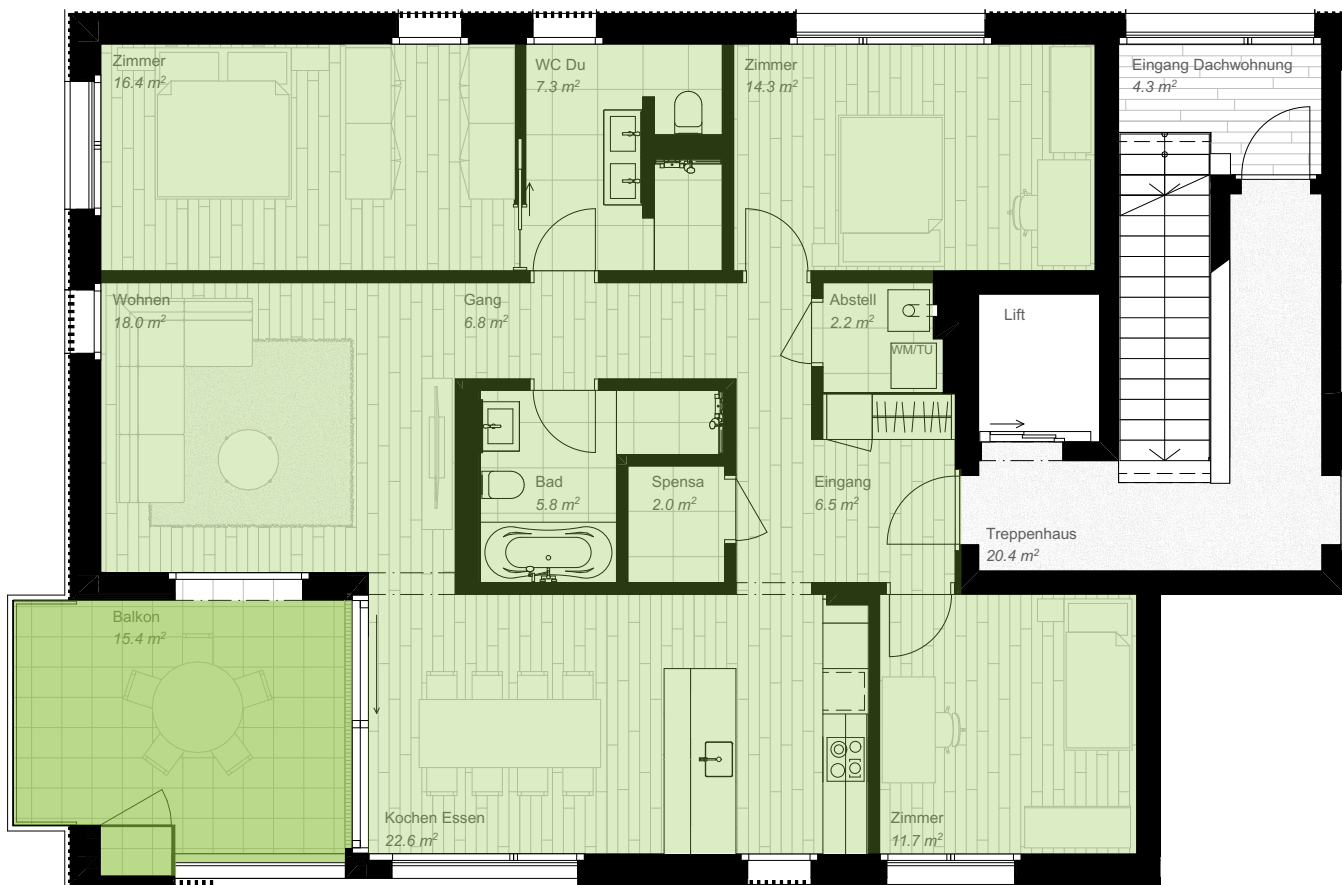 Zimmer
16.4 m²
WC Du
7.3 m²
Zimmer
14.3 m²
Eingang Dachwohnung
4.3 m²
Wohnen
18.0 m²
Gang
6.8 m²
Abstell
2.2 m²
WM/TU
Lift
Bad
5.8 m²
Spensa
2.0 m²
Eingang
6.5 m²
Treppenhaus
20.4 m²
Balkon
15.4 m²
Kochen Essen
22.6 m²
Zimmer
11.7 m²